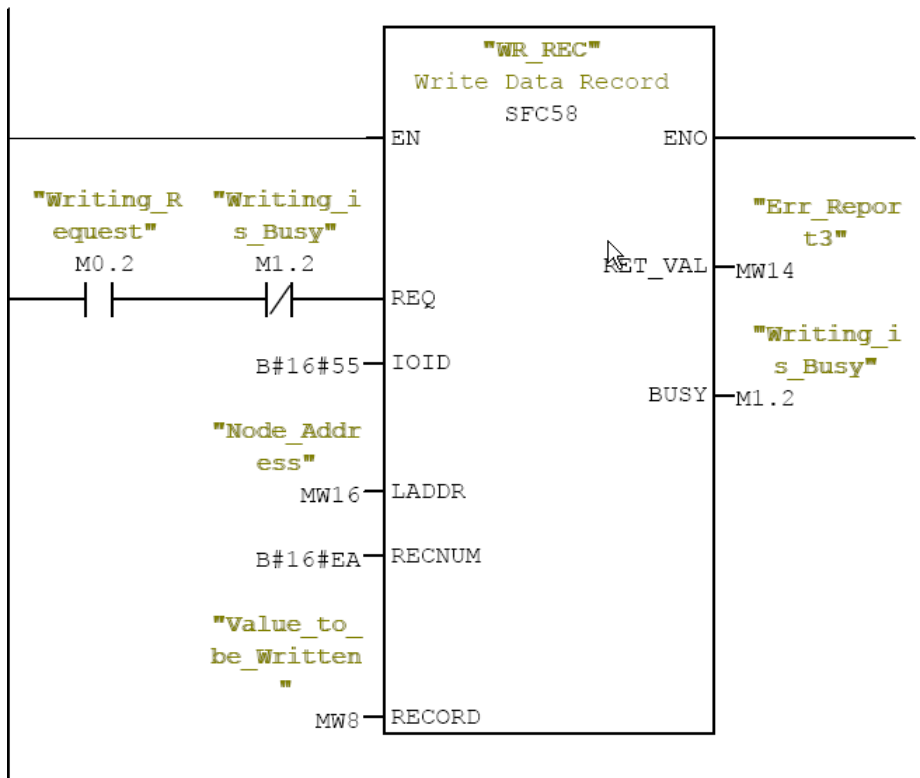 "WR_REC"
Write Data Record
SFC58
EN
ENO
"Writing_R
equest"
M0.2
"Writing_i
s_Busy"
M1.2
REQ
"Err_Repor
t3"
RET_VAL
MW14
B#16#55
IOID
"Writing_i
s_Busy"
BUSY
M1.2
"Node_Addr
ess"
MW16
LADDR
B#16#EA
RECNUM
"Value_to_
be_Written
"
MW8
RECORD